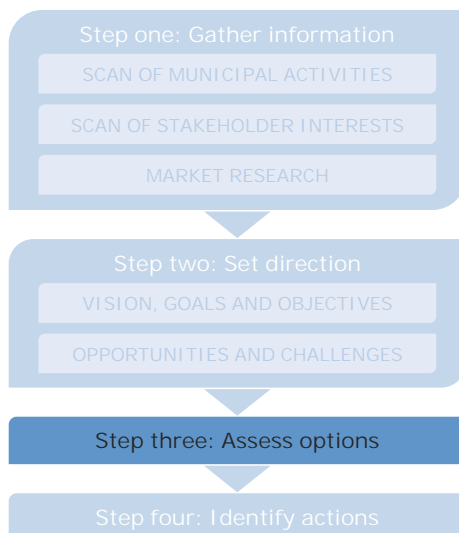 Step one: Gather information
SCAN OF MUNICIPAL ACTIVITIES
SCAN OF STAKEHOLDER INTERESTS
MARKET RESEARCH
Step two: Set direction
VISION, GOALS AND OBJECTIVES
OPPORTUNITIES AND CHALLENGES
Step three: Assess options
Step four: Identify actions